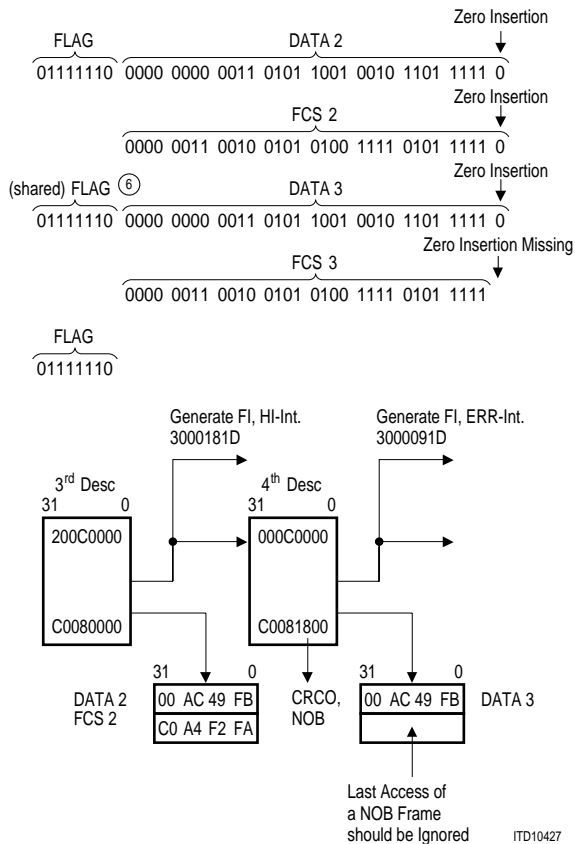 Zero Insertion
FLAG DATA 2
01111110 0000 0000 0011 0101 1001 0010 1101 1111 0
Zero Insertion
FCS 2
0000 0011 0010 0101 0100 1111 0101 1111 0
Zero Insertion
(shared) FLAG 6 DATA 3
01111110 0000 0000 0011 0101 1001 0010 1101 1111 0
Zero Insertion Missing
FCS 3
0000 0011 0010 0101 0100 1111 0101 1111
FLAG
01111110
Generate FI, HI-Int. Generate FI, ERR-Int.
3000181D 3000091D
3rd Desc 4th Desc
31 0 31 0
200C0000 000C0000
C0080000 C0081800
31 0 31 0
DATA 2 00 AC 49 FB CRCO, 00 AC 49 FB DATA 3
FCS 2 C0 A4 F2 FA NOB
Last Access of
a NOB Frame
should be Ignored ITD10427